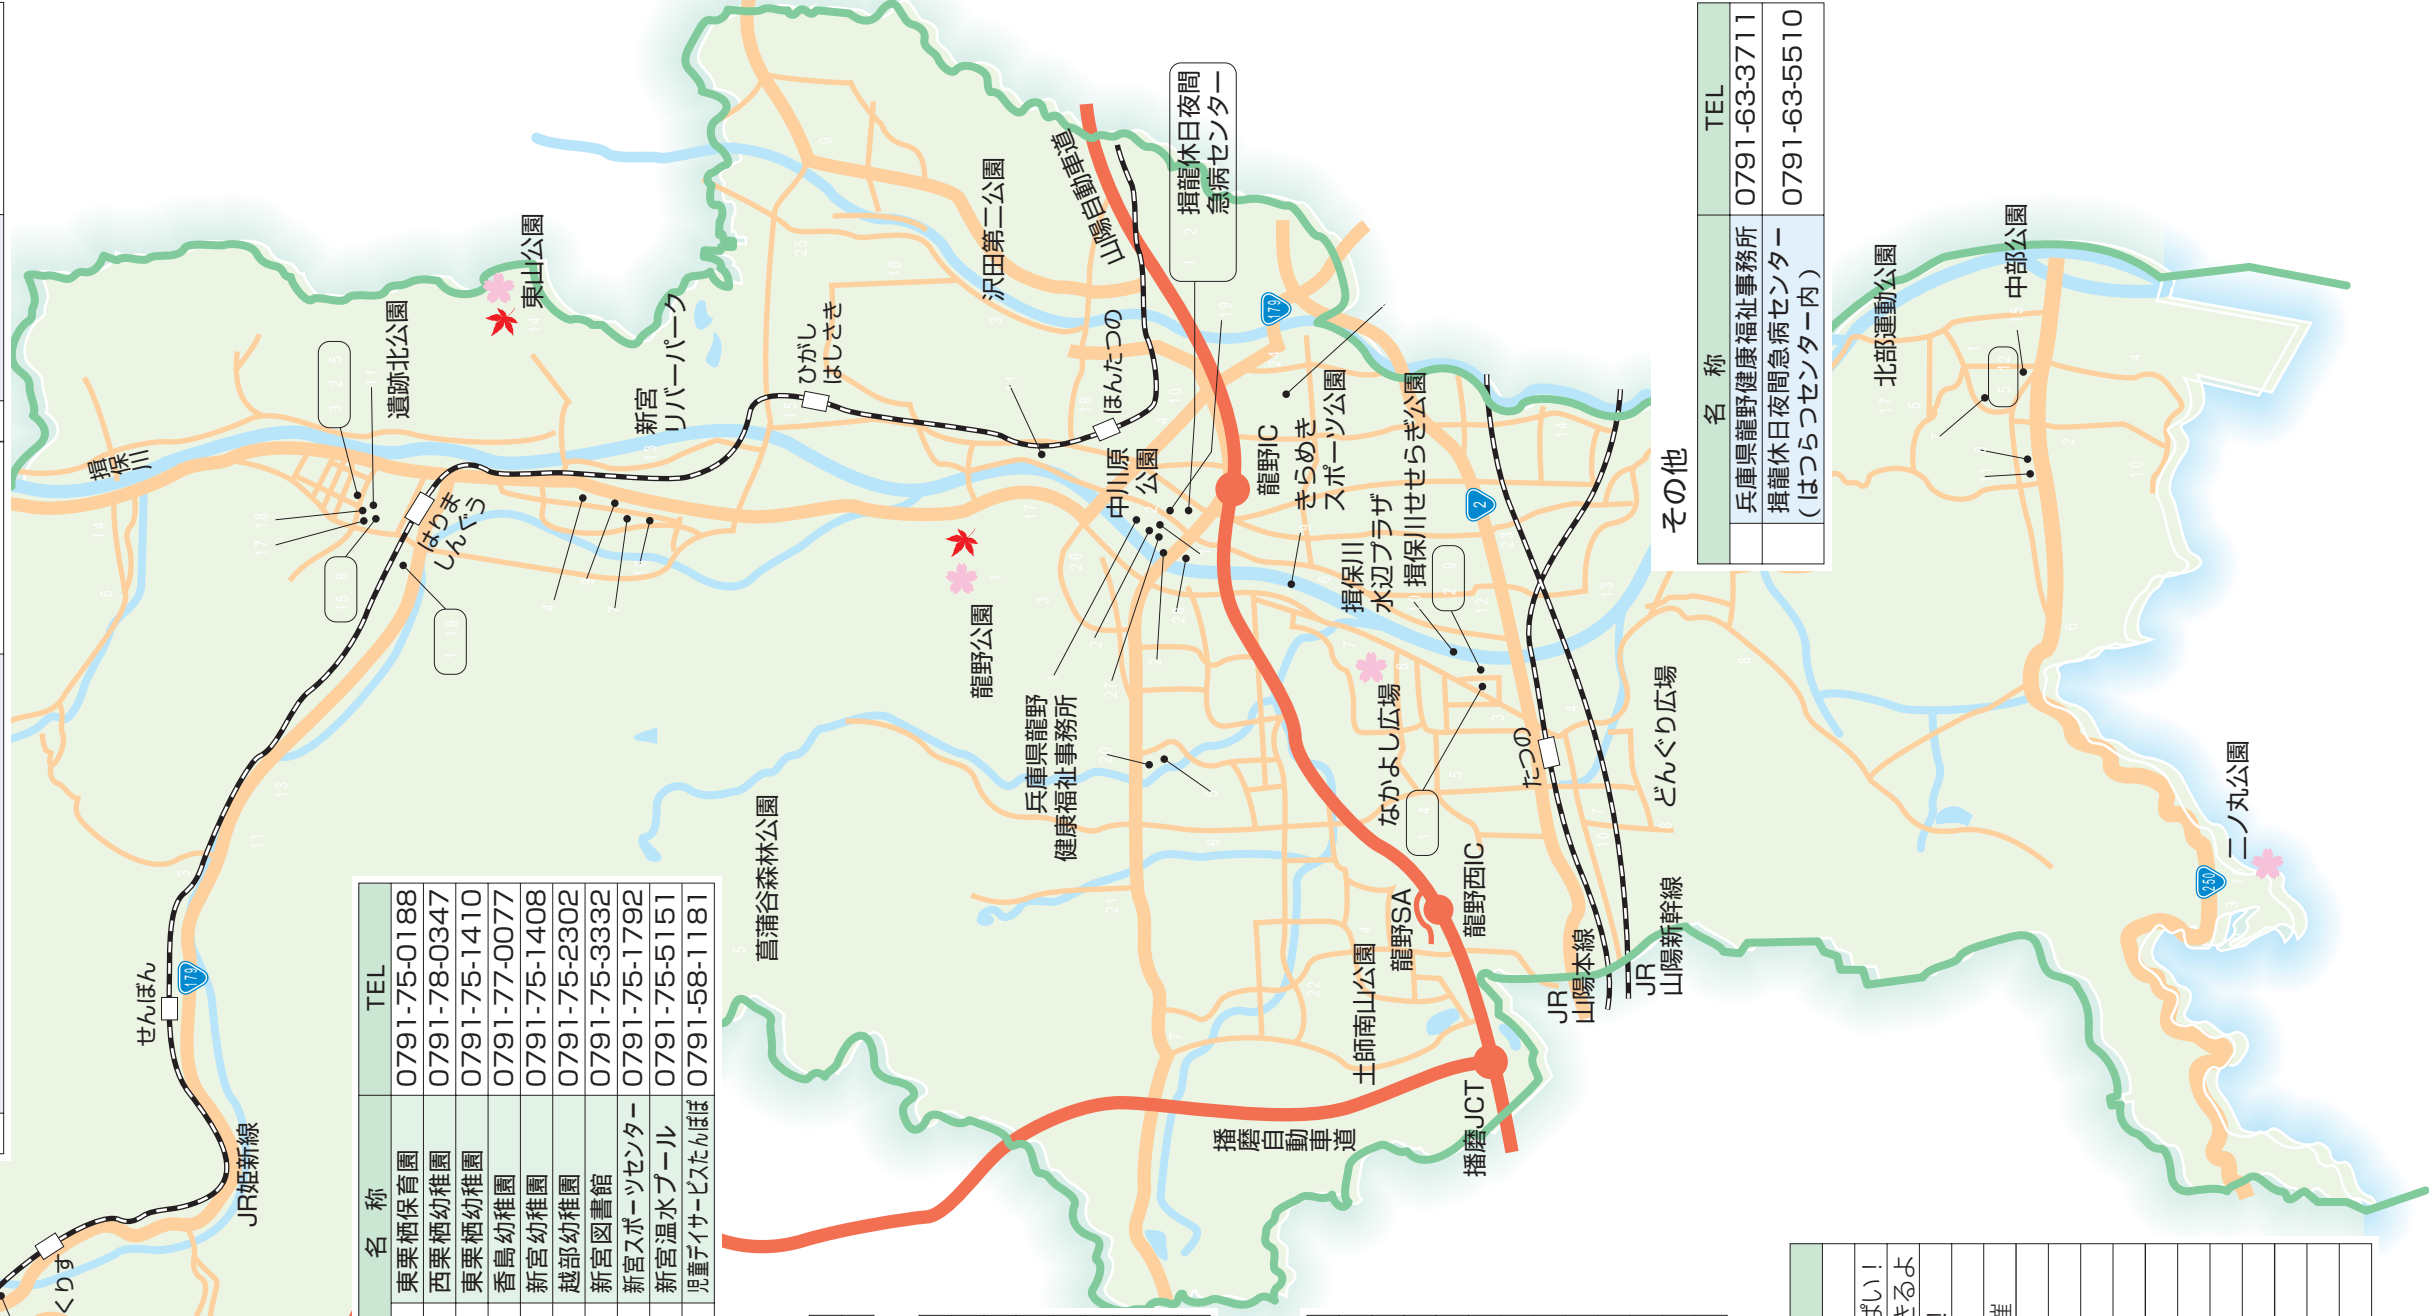 名 称 TEL
東栗栖保育園 0791-75-0188
西栗栖幼稚園 0791-78-0347
東栗栖幼稚園 0791-75-1410
香島幼稚園 0791-77-0077
新宮幼稚園 0791-75-1408
越部幼稚園 0791-75-2302
新宮図書館 0791-75-3332
新宮スポーツセンター 0791-75-1792
新宮温水プール 0791-75-5151
児童デイサービスたんぽぽ 0791-58-1181
その他
名 称 TEL
兵庫県龍野健康福祉事務所 0791-63-3711
揖龍休日夜間急病センター
(はつらつセンター内) 0791-63-5510
くりす
JR姫新線
せんぼん
179
揖保川
遺跡北公園
東山公園
はりま
しんぐう
新宮
リバーパーク
ひがし
はしさき
沢田第二公園
山陽自動車道
揖龍休日夜間
急病センター
ほんたつの
179
中川原
公園
龍野IC
龍野公園
兵庫県龍野
健康福祉事務所
菖蒲谷森林公園
きらめき
スポーツ公園
揖保川
水辺プラザ
揖保川せせらぎ公園
2
なかよし広場
たつの
どんぐり広場
龍野西IC
龍野SA
土師南山公園
播磨自動車道
播磨JCT
JR
山陽本線
JR
山陽新幹線
北部運動公園
中部公園
二ノ丸公園
250
ぱい!
きるよ